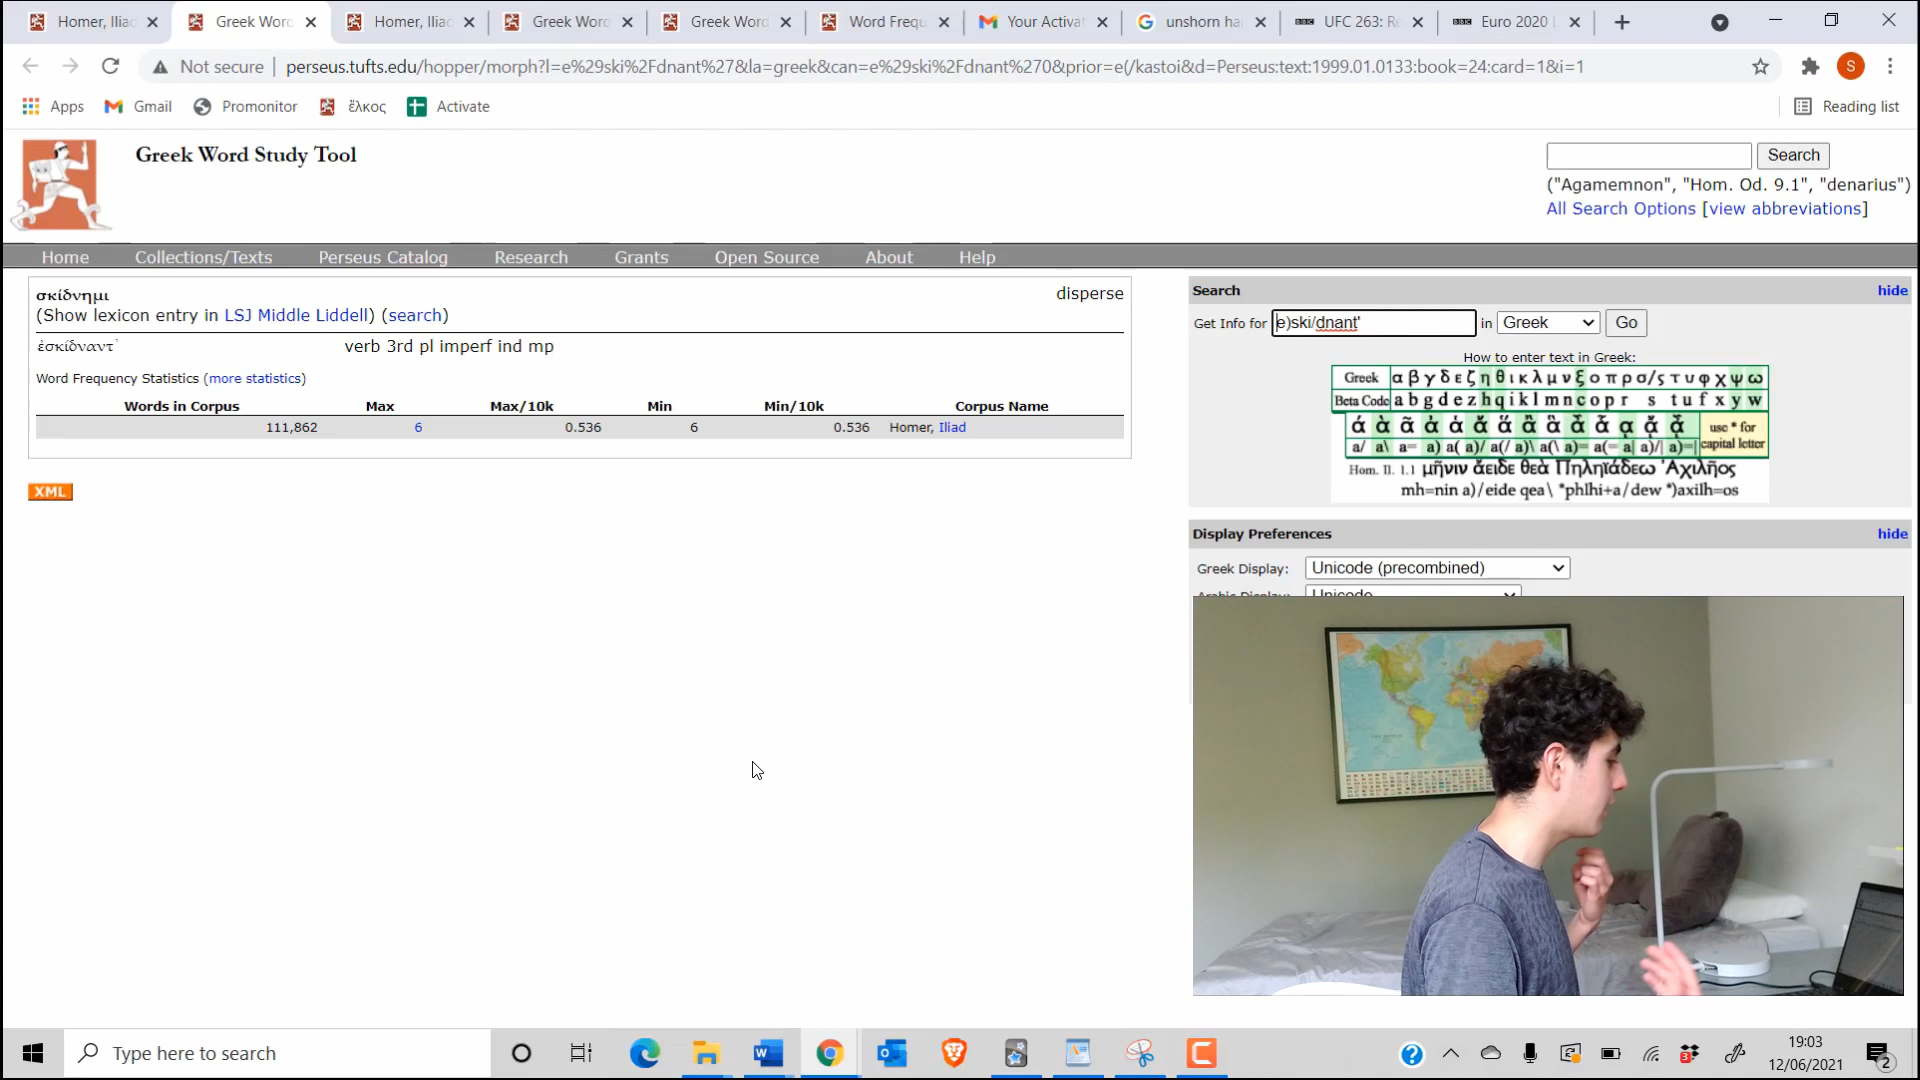 Homer, Iliad
Greek Word
Homer, Iliad
Greek Word
Greek Word
Word Frequ
Your Activat
unshorn ha
UFC 263: Re
Euro 2020
Not secure
perseus.tufts.edu/hopper/morph?l=e%29ski%2Fdnant%27&la=greek&can=e%29ski%2Fdnant%270&prior=e(/kastoi&d=Perseus:text:1999.01.0133:book=24:card=1&i=1
S
Apps
Gmail
Promonitor
ἕλκος
Activate
Reading list
Greek Word Study Tool
Search
("Agamemnon", "Hom. Od. 9.1", "denarius")
All Search Options [view abbreviations]
Home
Collections/Texts
Perseus Catalog
Research
Grants
Open Source
About
Help
σκίδνημι
disperse
(Show lexicon entry in LSJ Middle Liddell) (search)
ἐσκίδναντ᾽
verb 3rd pl imperf ind mp
Word Frequency Statistics (more statistics)
Words in Corpus
Max
Max/10k
Min
Min/10k
Corpus Name
111,862
6
0.536
6
0.536
Homer, Iliad
XML
Search
hide
Get Info for
e)ski/dnant'
in
Greek
Go
How to enter text in Greek:
Greek α β γ δ ε ζ η θ ι κ λ μ ν ξ ο π ρ σ/ς τ υ φ χ ψ ω
Beta Code a b g d e z h q i k l m n c o p r s t u f x y w
ά ὰ ᾶ ἀ ἁ ἄ ἅ ἂ ἃ ἆ ἇ ᾳ ᾄ ᾆ
a/ a\ a= a) a( a)/ a(/ a)\ a(\ a)= a(= a| a)/| a)=|
use * for
capital letter
Hom. Il. 1.1 μῆνιν ἄειδε θεὰ Πηληϊάδεω Ἀχιλῆος
mh=nin a)/eide qea\ *phlhi+a/dew *)axilh=os
Display Preferences
hide
Greek Display:
Unicode (precombined)
Arabic Display:
Unicode
Type here to search
3
19:03
12/06/2021
2